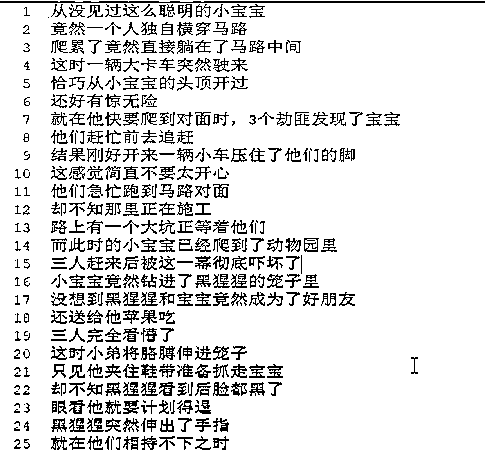 1 从没见过这么聪明的小宝宝
2 竟然一个人独自横穿马路
3 爬累了竟然直接躺在了马路中间
4 这时一辆大卡车突然驶来
5 恰巧从小宝宝的头顶开过
6 还好有惊无险
7 就在他快要爬到对面时，3个劫匪发现了宝宝
8 他们赶忙前去追赶
9 结果刚好开来一辆小车压住了他们的脚
10 这感觉简直不要太开心
11 他们急忙跑到马路对面
12 却不知那里正在施工
13 路上有一个大坑正等着他们
14 而此时的小宝宝已经爬到了动物园里
15 三人赶来后被这一幕彻底吓坏了
16 小宝宝竟然钻进了黑猩猩的笼子里
17 没想到黑猩猩和宝宝竟然成为了好朋友
18 还送给他苹果吃
19 三人完全看懵了
20 这时小弟将胳膊伸进笼子
21 只见他夹住鞋带准备抓走宝宝
22 却不知黑猩猩看到后脸都黑了
23 眼看他就要计划得逞
24 黑猩猩突然伸出了手指
25 就在他们相持不下之时